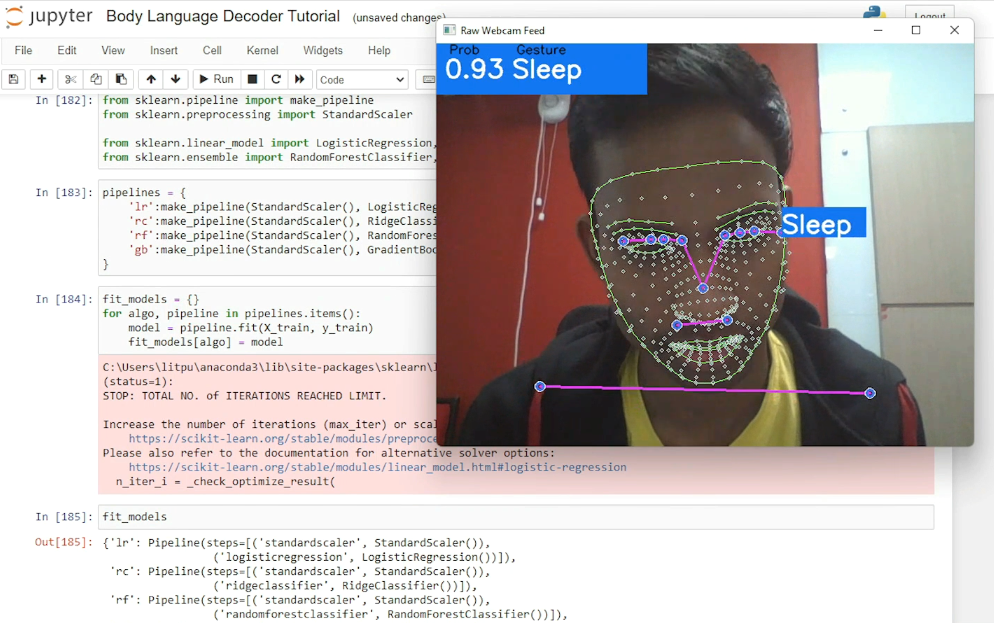 jupyter Body Language Decoder Tutorial (unsaved changes)
Logout
File Edit View Insert Cell Kernel Widgets Help
Run Code
Raw Webcam Feed
Prob Gesture
0.93 Sleep
Sleep
In [182]: from sklearn.pipeline import make_pipeline
from sklearn.preprocessing import StandardScaler
from sklearn.linear_model import LogisticRegression,
from sklearn.ensemble import RandomForestClassifier,
In [183]: pipelines = {
'lr':make_pipeline(StandardScaler(), LogisticReg
'rc':make_pipeline(StandardScaler(), RidgeClassi
'rf':make_pipeline(StandardScaler(), RandomFores
'gb':make_pipeline(StandardScaler(), GradientBoo
}
In [184]: fit_models = {}
for algo, pipeline in pipelines.items():
model = pipeline.fit(X_train, y_train)
fit_models[algo] = model
C:\Users\litpu\anaconda3\lib\site-packages\sklearn\l
(status=1):
STOP: TOTAL NO. of ITERATIONS REACHED LIMIT.
Increase the number of iterations (max_iter) or scal
https://scikit-learn.org/stable/modules/preproce
Please also refer to the documentation for alternative solver options:
https://scikit-learn.org/stable/modules/linear_model.html#logistic-regression
n_iter_i = _check_optimize_result(
In [185]: fit_models
Out[185]: {'lr': Pipeline(steps=[('standardscaler', StandardScaler()),
('logisticregression', LogisticRegression())]),
'rc': Pipeline(steps=[('standardscaler', StandardScaler()),
('ridgeclassifier', RidgeClassifier())]),
'rf': Pipeline(steps=[('standardscaler', StandardScaler()),
('randomforestclassifier', RandomForestClassifier())]),